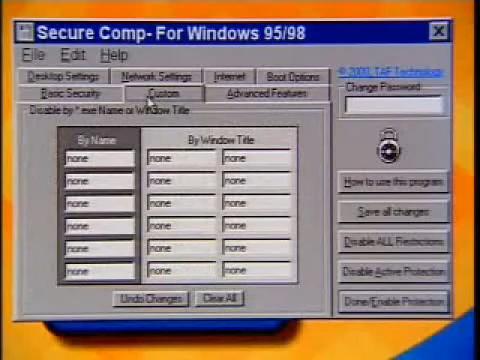 Secure Comp- For Windows 95/98
File Edit Help
Desktop Settings Network Settings Internet Boot Options
Basic Security Custom Advanced Features
© 2000, TAF Technology
Change Password:
Disable by *.exe Name or Window Title
By Name By Window Title
none none none
none none none
none none none
none none none
none none none
none none none
How to use this program
Save all changes
Disable ALL Restrictions
Disable Active Protection
Done/Enable Protection
Undo Changes Clear All